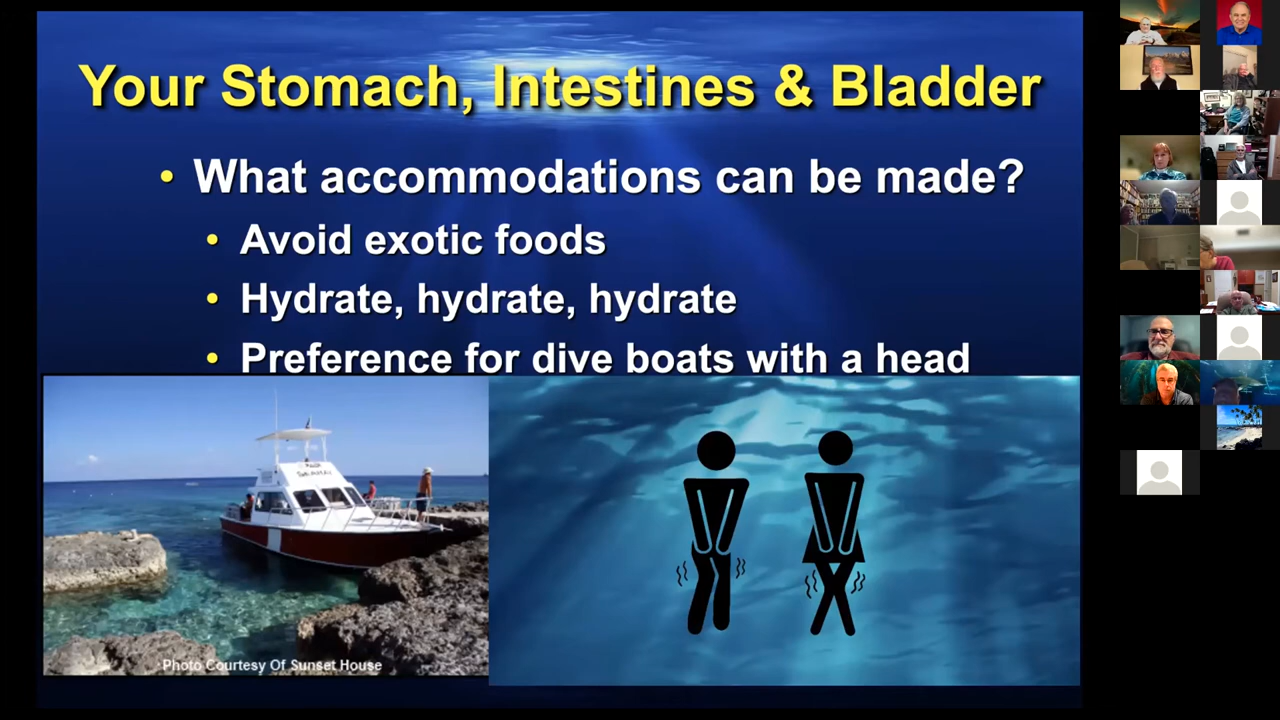 Your Stomach, Intestines & Bladder
• What accommodations can be made?
• Avoid exotic foods
• Hydrate, hydrate, hydrate
• Preference for dive boats with a head
Photo Courtesy Of Sunset House